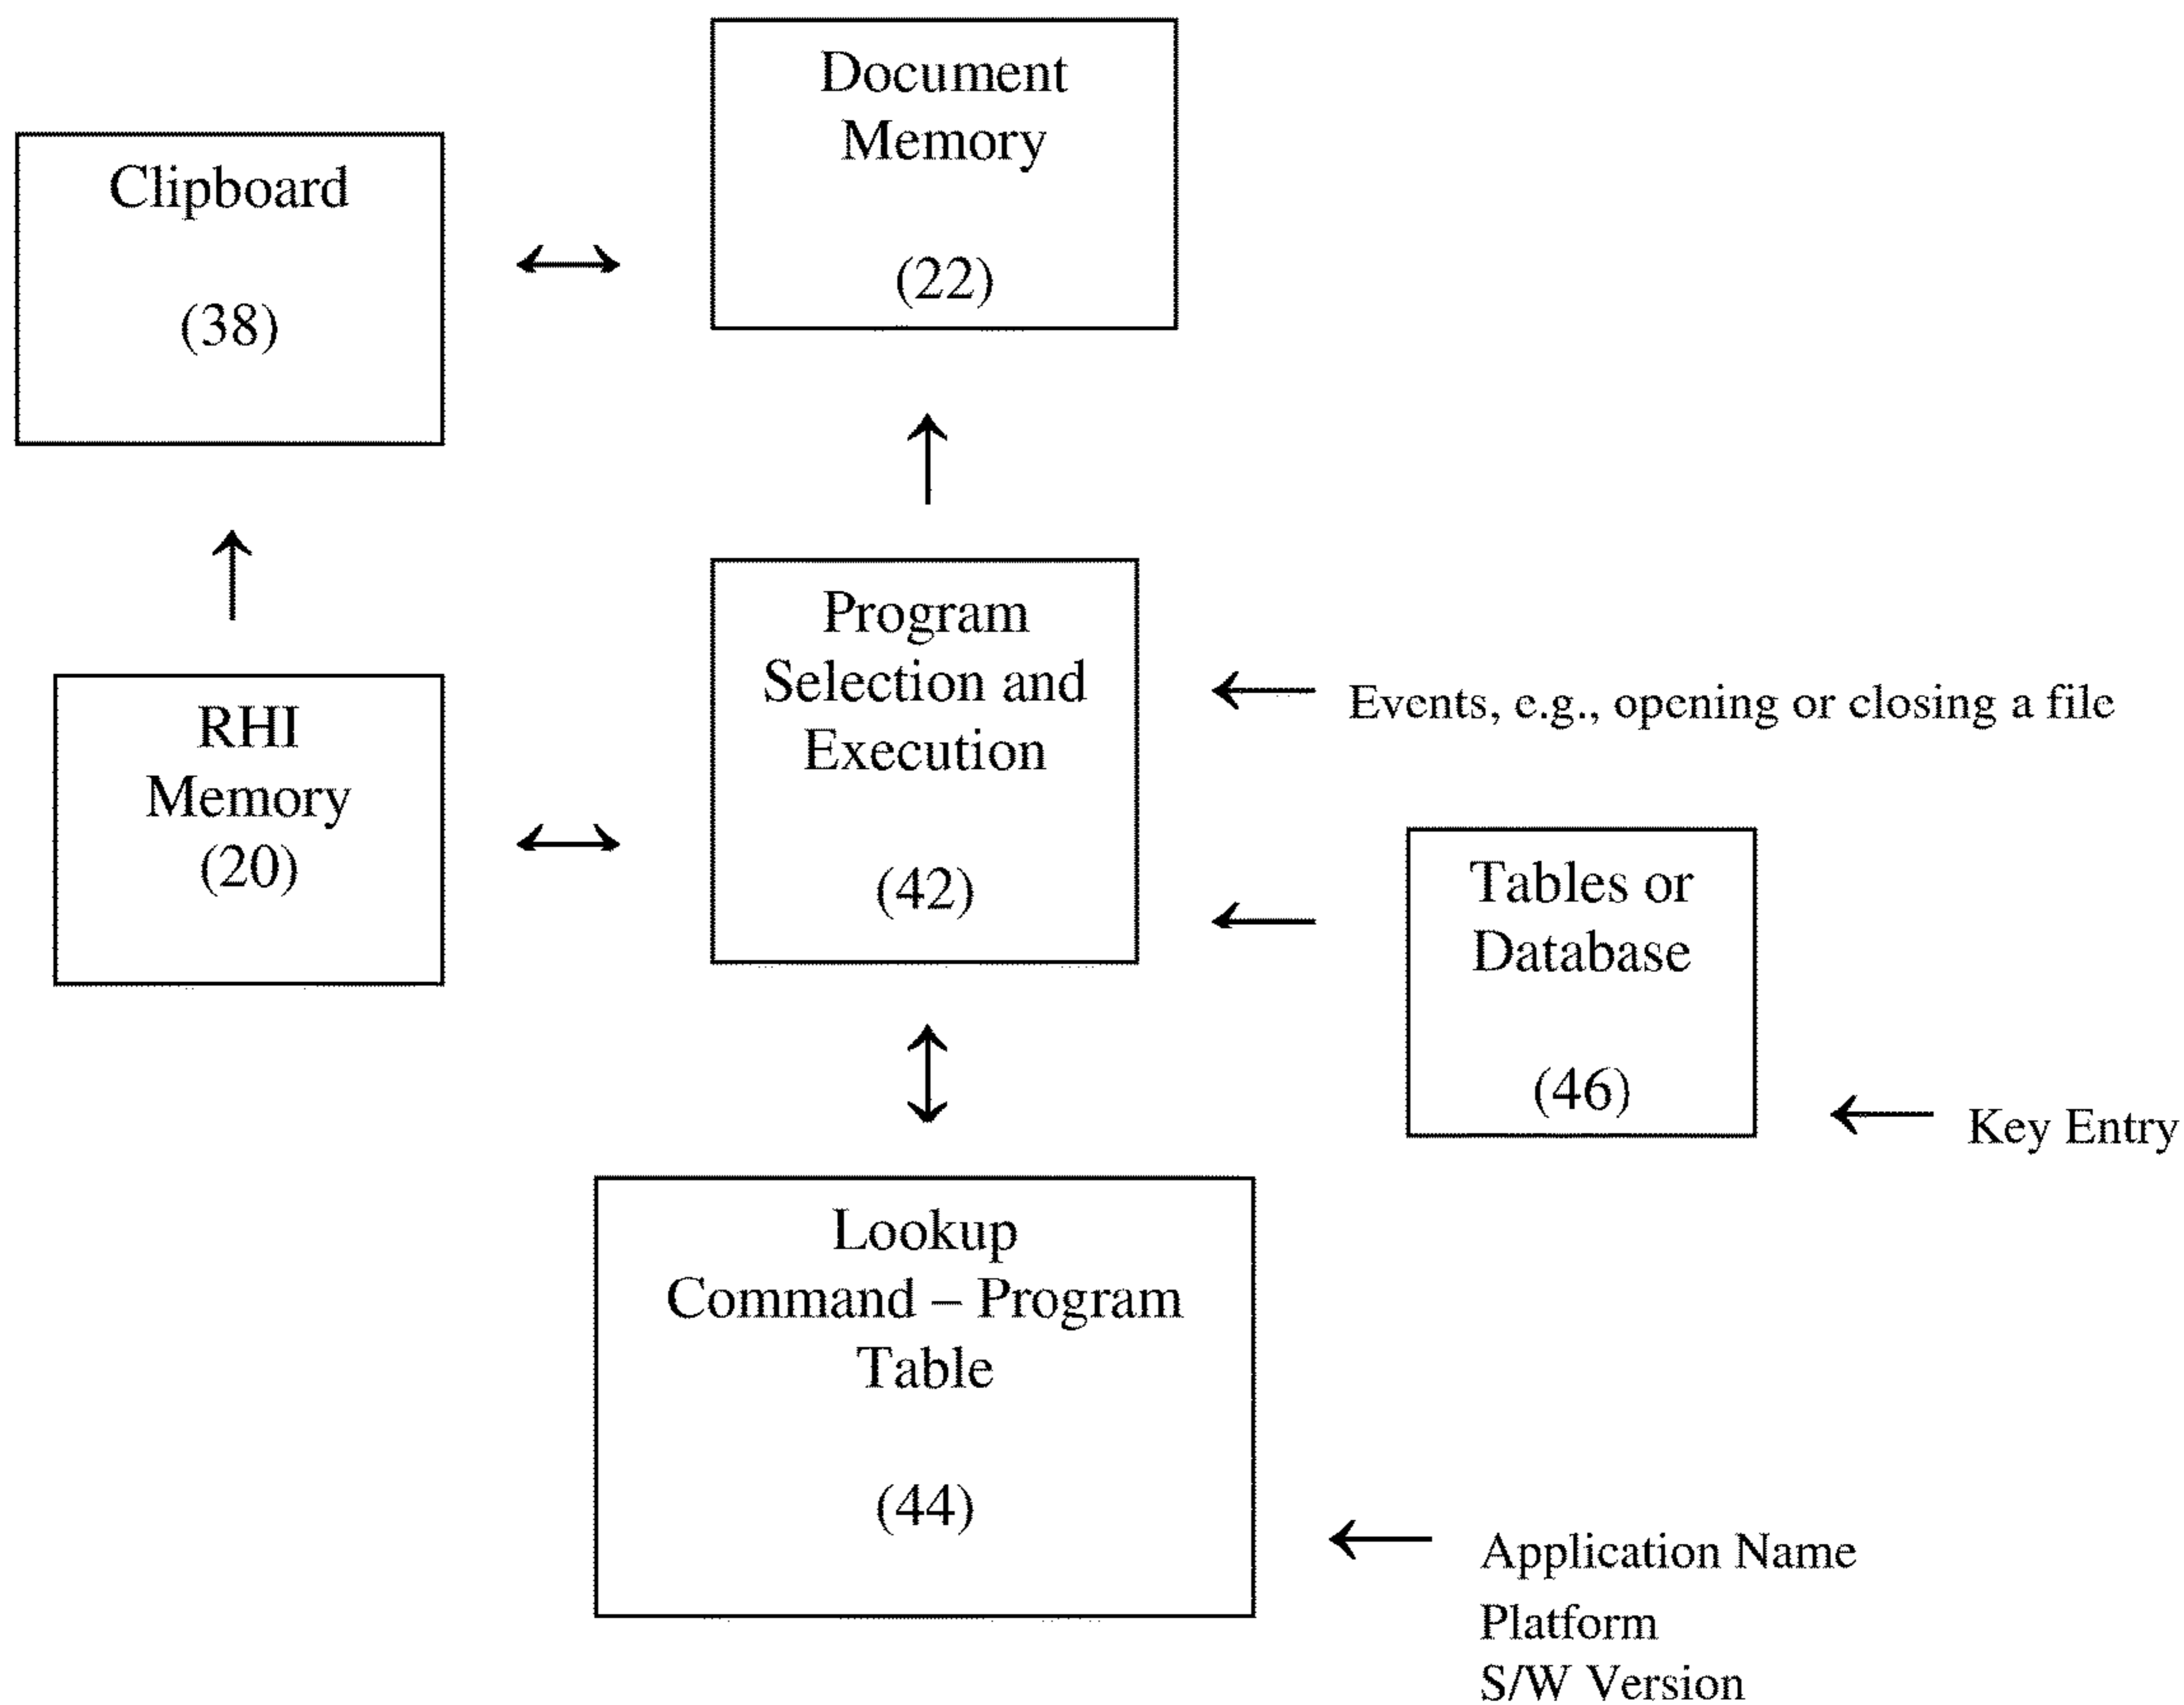 Document
Memory
(22)
Clipboard
(38)
Program
Selection and
Execution
(42)
Events, e.g., opening or closing a file
RHI
Memory
(20)
Tables or
Database
(46)
Key Entry
Lookup
Command – Program
Table
(44)
Application Name
Platform
S/W Version